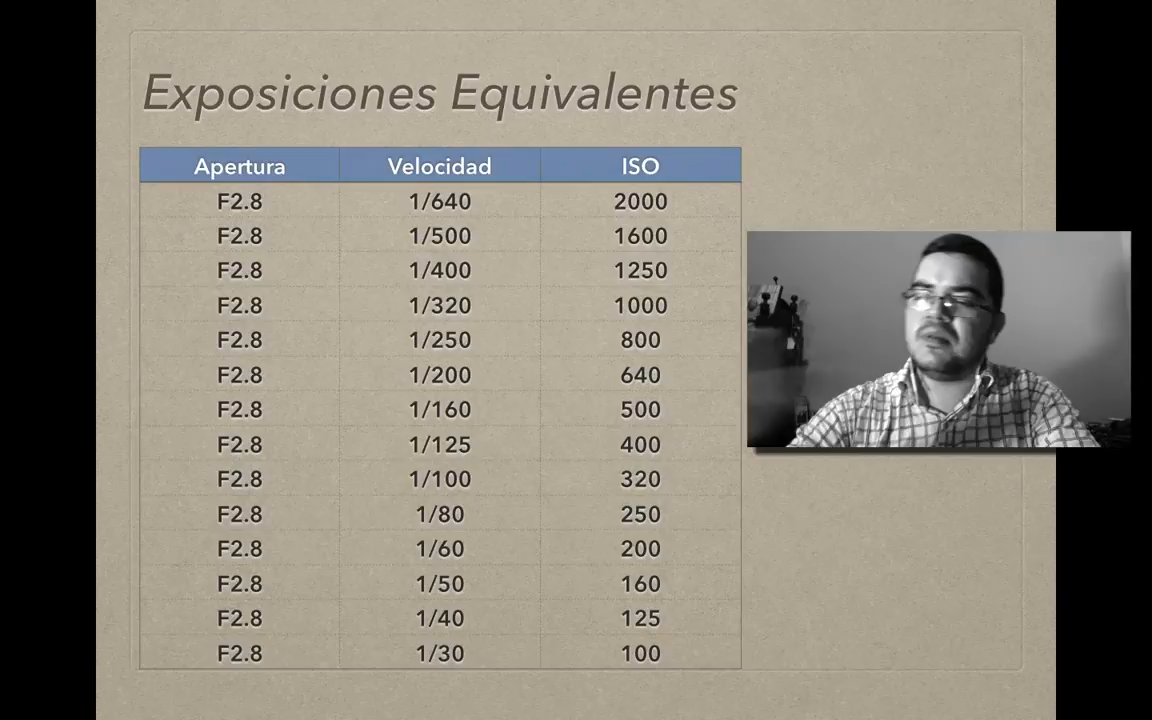 Exposiciones Equivalentes
Apertura Velocidad ISO
F2.8 1/640 2000
F2.8 1/500 1600
F2.8 1/400 1250
F2.8 1/320 1000
F2.8 1/250 800
F2.8 1/200 640
F2.8 1/160 500
F2.8 1/125 400
F2.8 1/100 320
F2.8 1/80 250
F2.8 1/60 200
F2.8 1/50 160
F2.8 1/40 125
F2.8 1/30 100